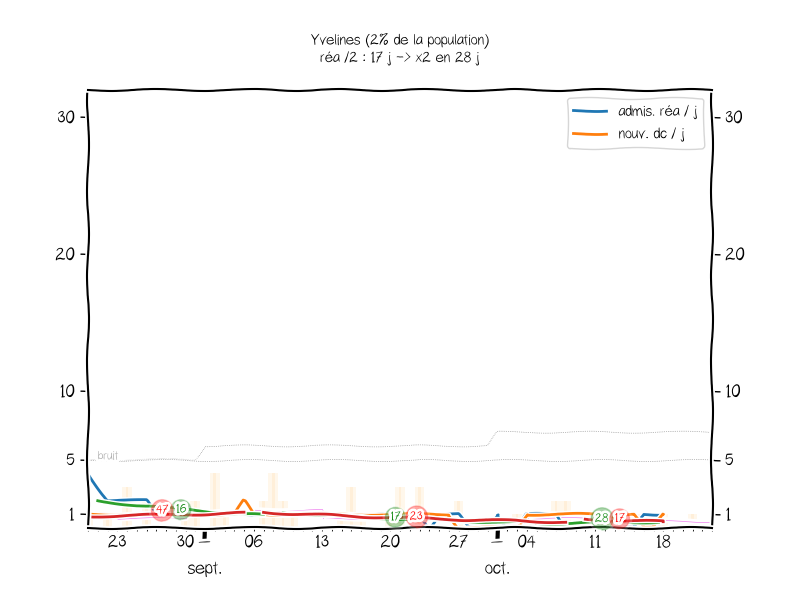 Yvelines (2% de la population)
réa /2 : 17 j -> x2 en 28 j
30 30
admis. réa / j
nouv. dc / j
20 20
10 10
bruit
5 5
47 16 17 23 28 17
1 1
23 30 06 13 20 27 04 11 18
sept. oct.